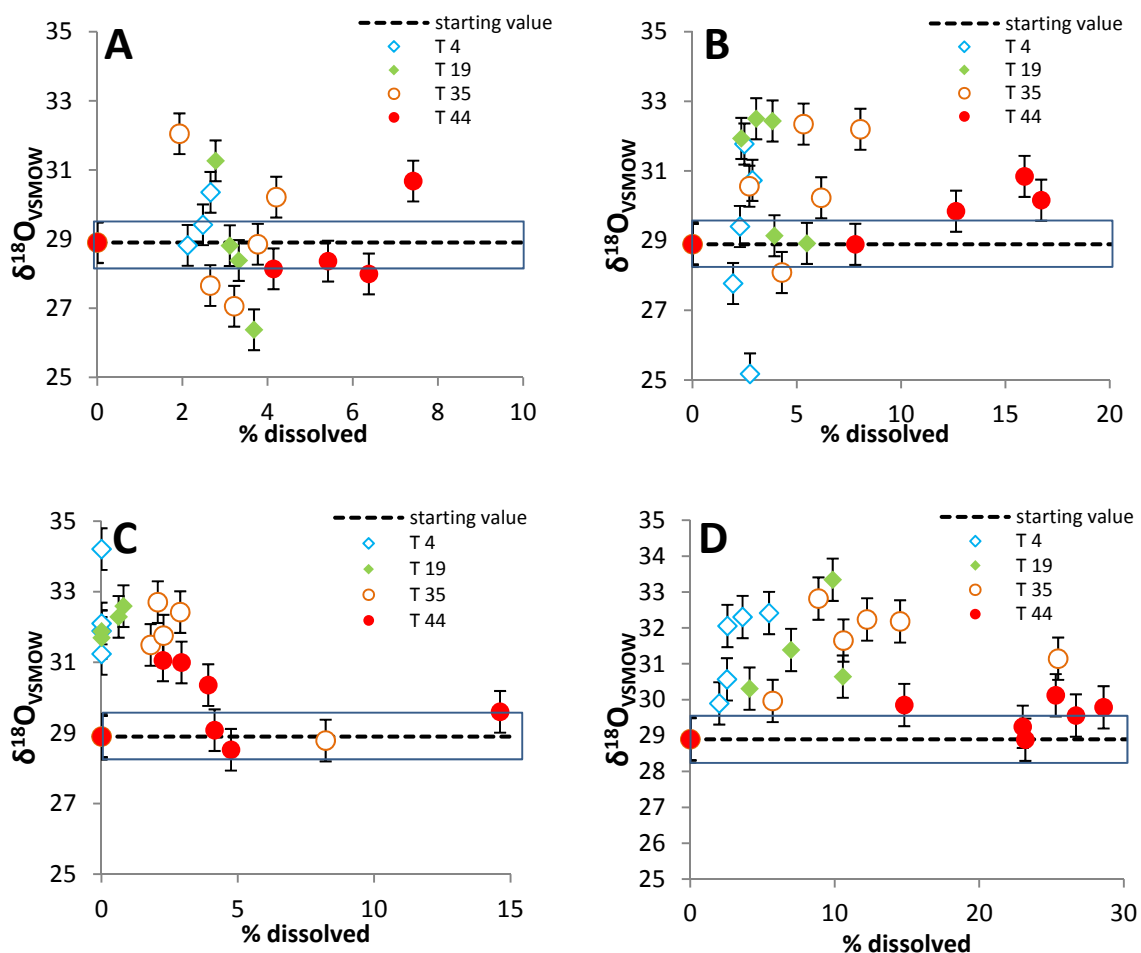 A
starting value
T 4
T 19
T 35
T 44
35
33
31
29
27
25
δ18OVSMOW
0 2 4 6 8 10
% dissolved
B
starting value
T 4
T 19
T 35
T 44
35
33
31
29
27
25
δ18OVSMOW
0 5 10 15 20
% dissolved
C
starting value
T 4
T 19
T 35
T 44
35
33
31
29
27
25
δ18OVSMOW
0 5 10 15
% dissolved
D
starting value
T 4
T 19
T 35
T 44
35
34
33
32
31
30
29
28
27
26
25
δ18OVSMOW
0 10 20 30
% dissolved